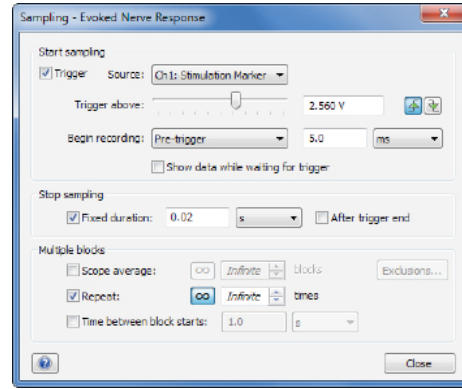 Sampling - Evoked Nerve Response
Start sampling
Trigger Source: Ch1: Stimulation Marker
Trigger above: 2.560 V
Begin recording: Pre-trigger 5.0 ms
Show data while waiting for trigger
Stop sampling
Fixed duration: 0.02 s After trigger end
Multiple blocks
Scope average: ∞ Infinite blocks Exclusions...
Repeat: ∞ Infinite times
Time between block starts: 1.0 s
? Close